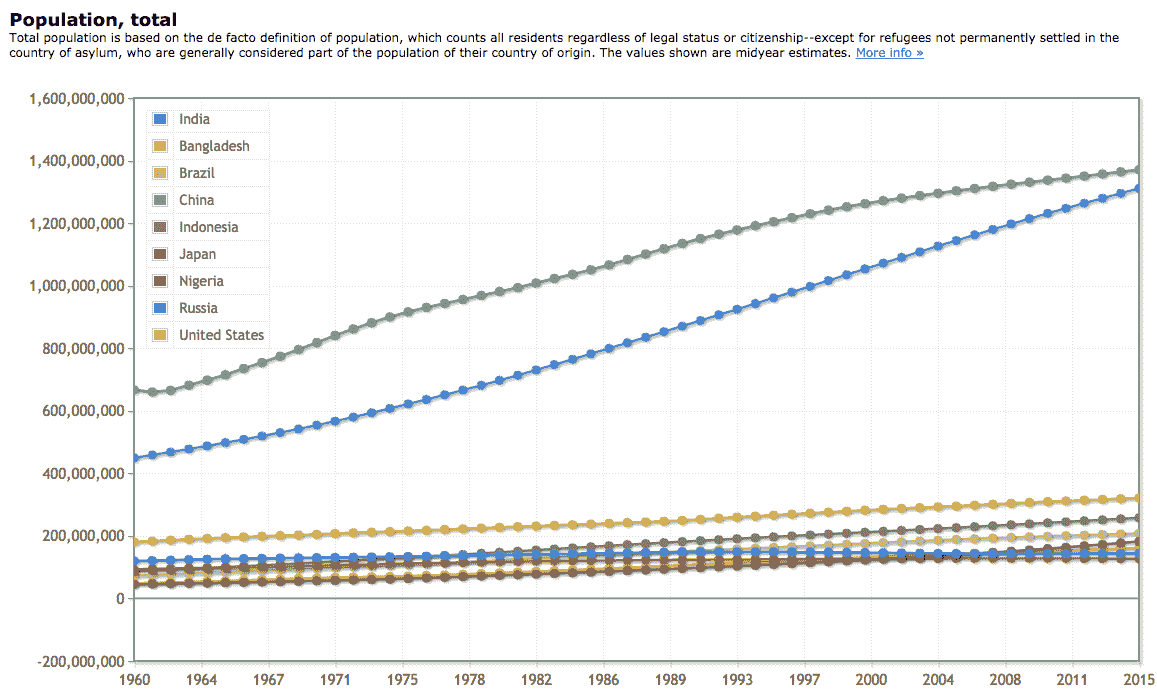 Population, total
Total population is based on the de facto definition of population, which counts all residents regardless of legal status or citizenship--except for refugees not permanently settled in the
country of asylum, who are generally considered part of the population of their country of origin. The values shown are midyear estimates. More info »
1,600,000,000
1,400,000,000
1,200,000,000
1,000,000,000
800,000,000
600,000,000
400,000,000
200,000,000
0
-200,000,000
India
Bangladesh
Brazil
China
Indonesia
Japan
Nigeria
Russia
United States
1960 1964 1967 1971 1975 1978 1982 1986 1989 1993 1997 2000 2004 2008 2011 2015